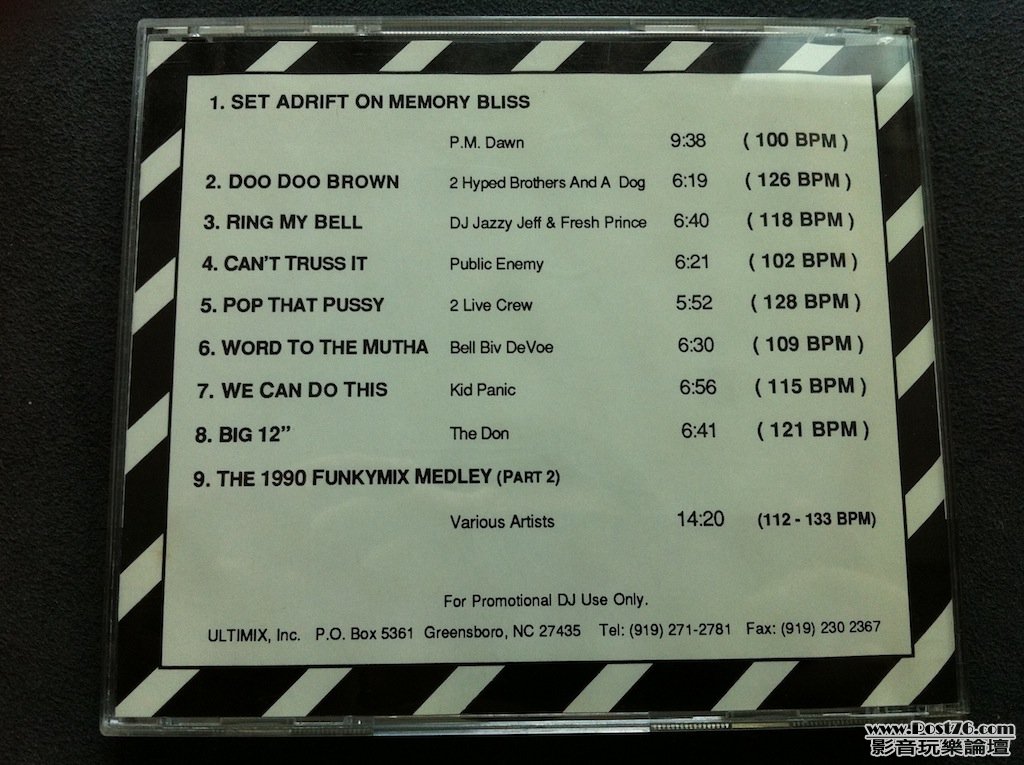 1. SET ADRIFT ON MEMORY BLISS
P.M. Dawn 9:38 ( 100 BPM )
2. DOO DOO BROWN 2 Hyped Brothers And A Dog 6:19 ( 126 BPM )
3. RING MY BELL DJ Jazzy Jeff & Fresh Prince 6:40 ( 118 BPM )
4. CAN'T TRUSS IT Public Enemy 6:21 ( 102 BPM )
5. POP THAT PUSSY 2 Live Crew 5:52 ( 128 BPM )
6. WORD TO THE MUTHA Bell Biv DeVoe 6:30 ( 109 BPM )
7. WE CAN DO THIS Kid Panic 6:56 ( 115 BPM )
8. BIG 12” The Don 6:41 ( 121 BPM )
9. THE 1990 FUNKYMIX MEDLEY (PART 2)
Various Artists 14:20 (112 - 133 BPM)
For Promotional DJ Use Only.
ULTIMIX, Inc. P.O. Box 5361 Greensboro, NC 27435 Tel: (919) 271-2781 Fax: (919) 230 2367
www.Post76.com
影音玩樂論壇